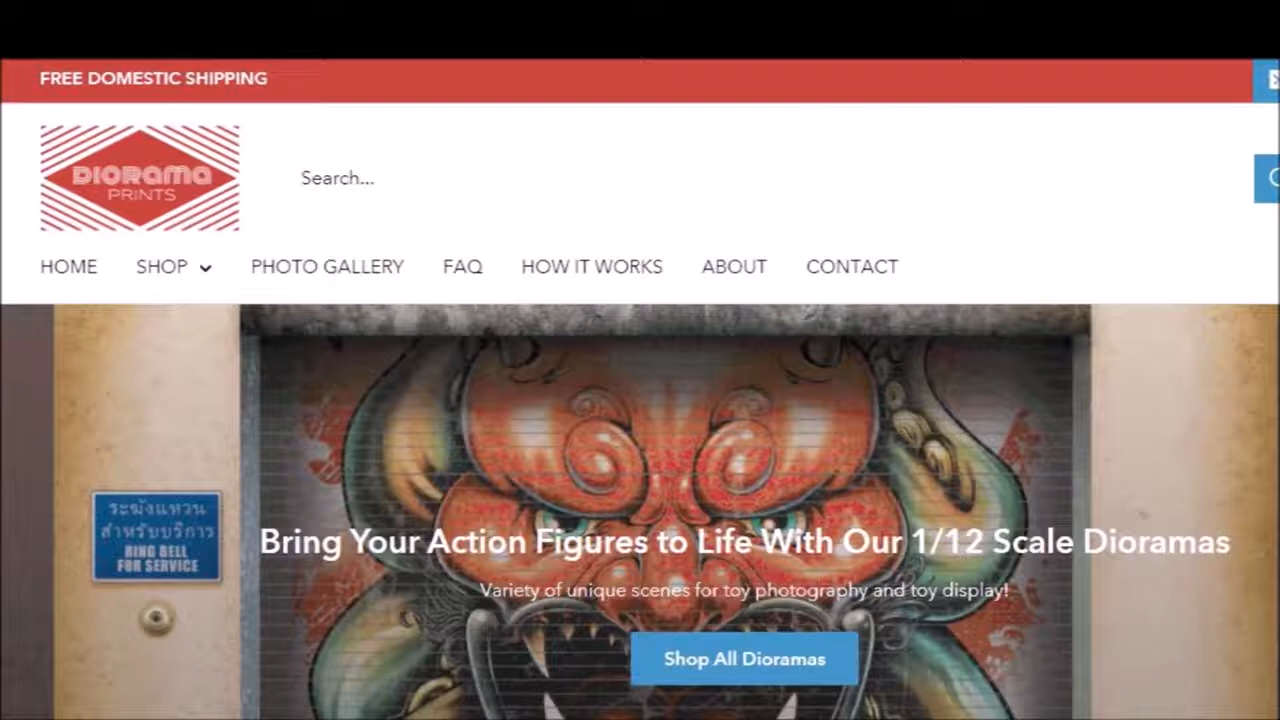 FREE DOMESTIC SHIPPING
DIORAMA
PRINTS
Search...
HOME SHOP PHOTO GALLERY FAQ HOW IT WORKS ABOUT CONTACT
ระฆังแหวน
สำหรับบริการ
RING BELL
FOR SERVICE
Bring Your Action Figures to Life With Our 1/12 Scale Dioramas
Variety of unique scenes for toy photography and toy display!
Shop All Dioramas